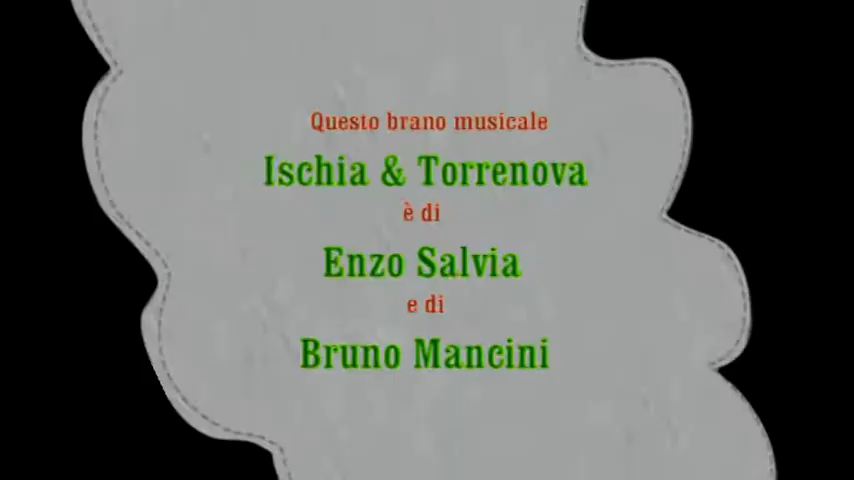 Questo brano musicale
Ischia & Torrenova
è di
Enzo Salvia
e di
Bruno Mancini